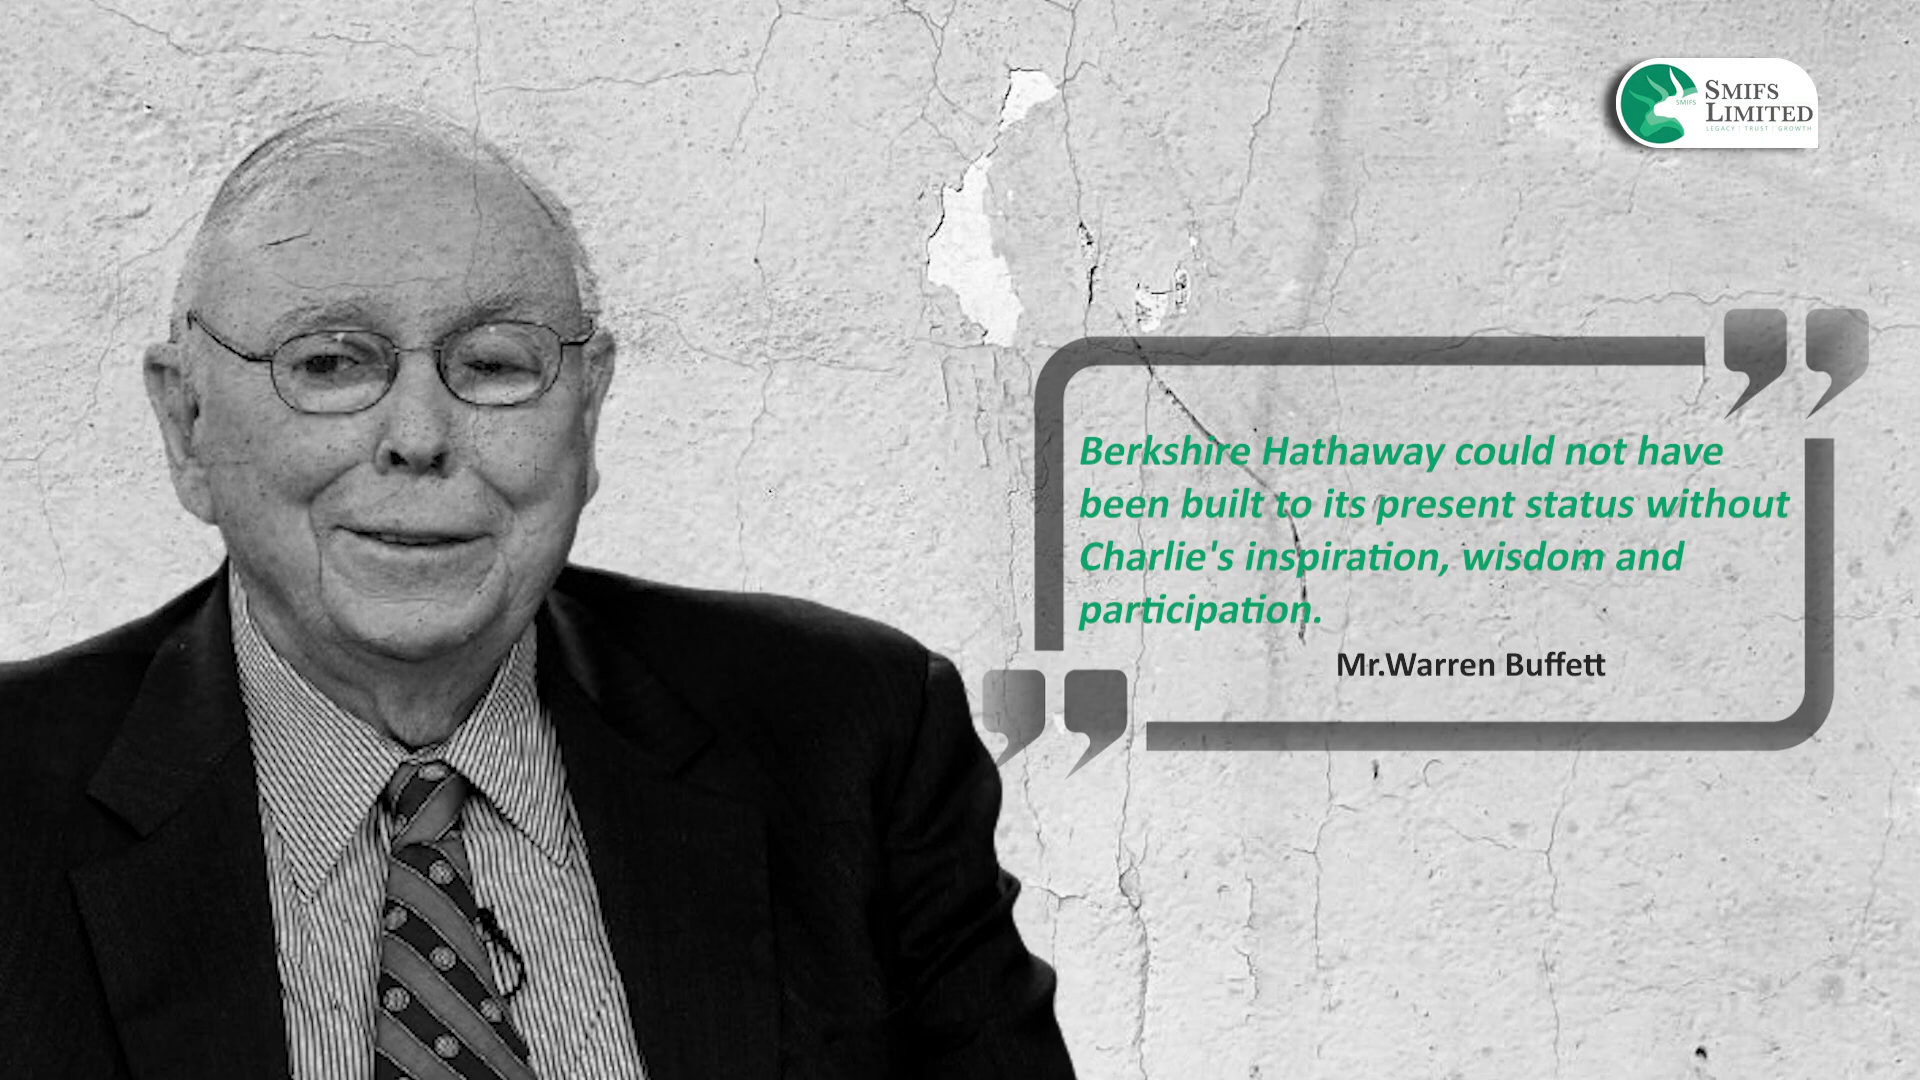 SMIFS
SMIFS
LIMITED
LEGACY | TRUST | GROWTH
Berkshire Hathaway could not have
been built to its present status without
Charlie's inspiration, wisdom and
participation.
Mr.Warren Buffett